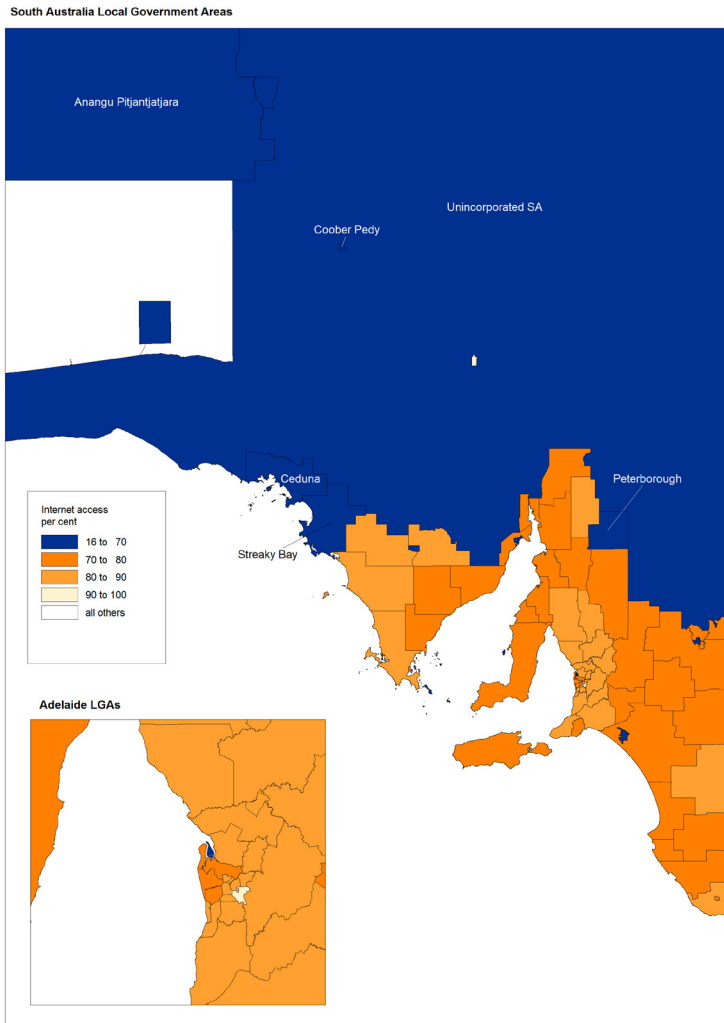 South Australia Local Government Areas
Anangu Pitjantjatjara
Unincorporated SA
Coober Pedy
Ceduna
Peterborough
Streaky Bay
Internet access
per cent
16 to 70
70 to 80
80 to 90
90 to 100
all others
Adelaide LGAs